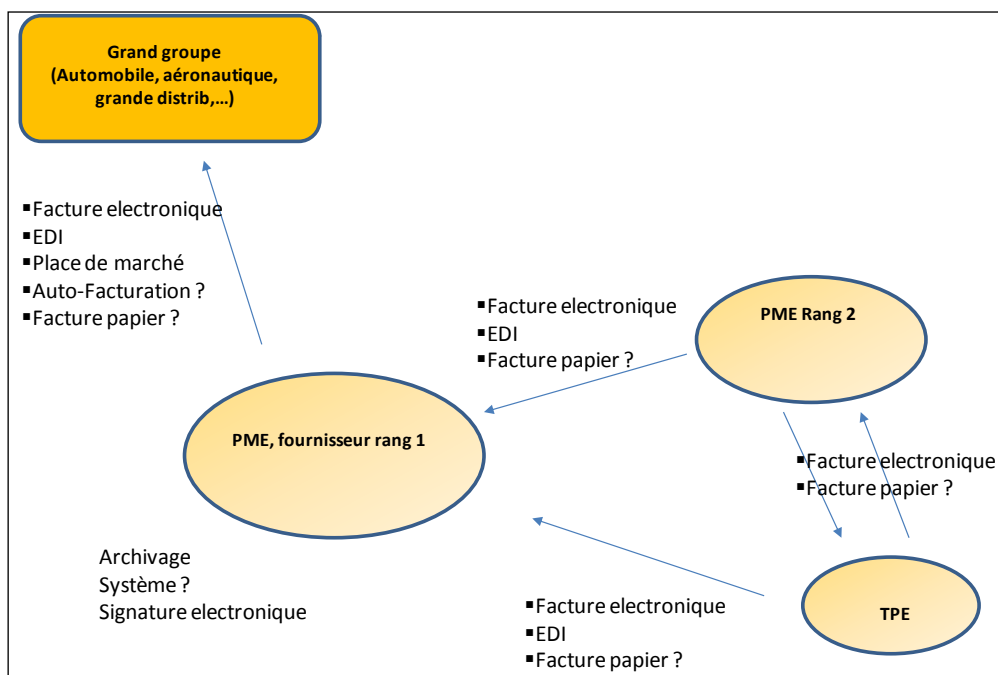 Grand groupe
(Automobile, aéronautique,
grande distrib,…)
▪Facture electronique
▪EDI
▪Place de marché
▪Auto-Facturation ?
▪Facture papier ?
▪Facture electronique
▪EDI
▪Facture papier ?
PME Rang 2
PME, fournisseur rang 1
▪Facture electronique
▪Facture papier ?
Archivage
Système ?
Signature electronique
▪Facture electronique
▪EDI
▪Facture papier ?
TPE